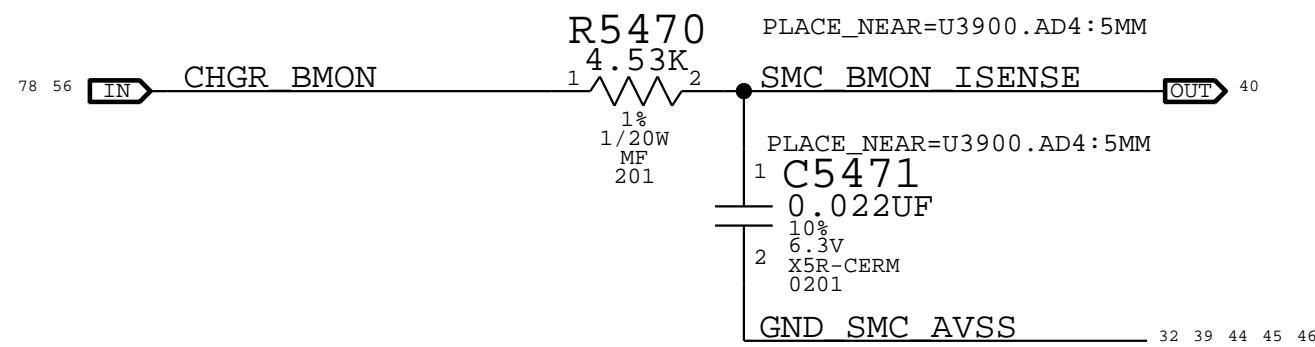 R5470 PLACE_NEAR=U3900.AD4:5MM
4.53K
78 56 IN CHGR_BMON 1 2 SMC_BMON_ISENSE OUT 40
1%
1/20W
MF
201
PLACE_NEAR=U3900.AD4:5MM
1 C5471
0.022UF
10%
6.3V
2 X5R-CERM
0201
GND_SMC_AVSS 32 39 44 45 46